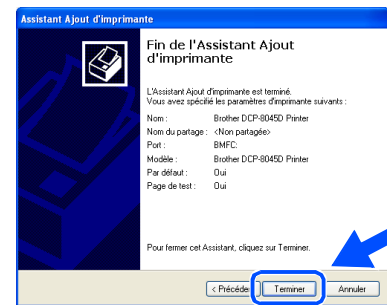 Assistant Ajout d'imprimante
Fin de l'Assistant Ajout
d'imprimante
L'Assistant Ajout d'imprimante est terminé.
Vous avez spécifié les paramètres d'imprimante suivants :
Nom : Brother DCP-8045D Printer
Nom du partage : <Non partagée>
Port : BMFC:
Modèle : Brother DCP-8045D Printer
Par défaut : Oui
Page de test : Oui
Pour fermer cet Assistant, cliquez sur Terminer.
< Précéde Terminer Annuler